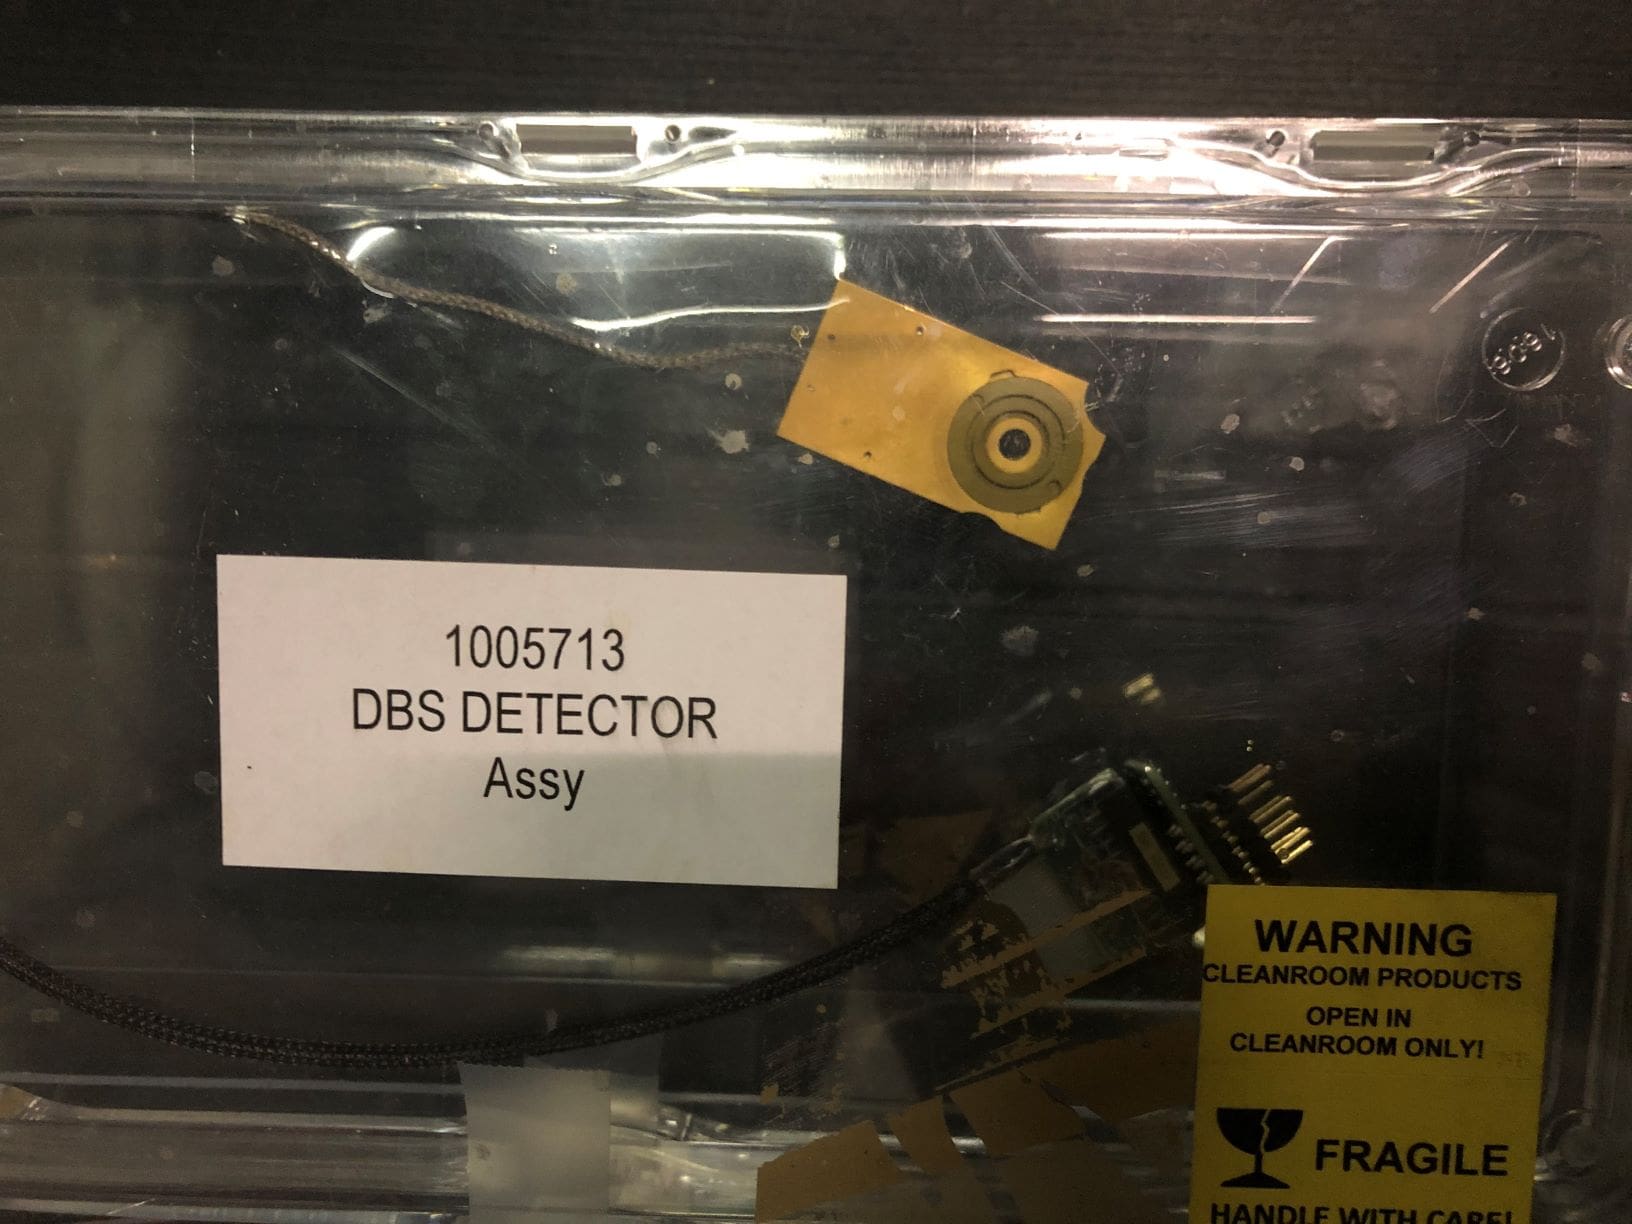 1005713
DBS DETECTOR
Assy
WARNING
CLEANROOM PRODUCTS
OPEN IN
CLEANROOM ONLY!
FRAGILE
HANDLE WITH CARE!